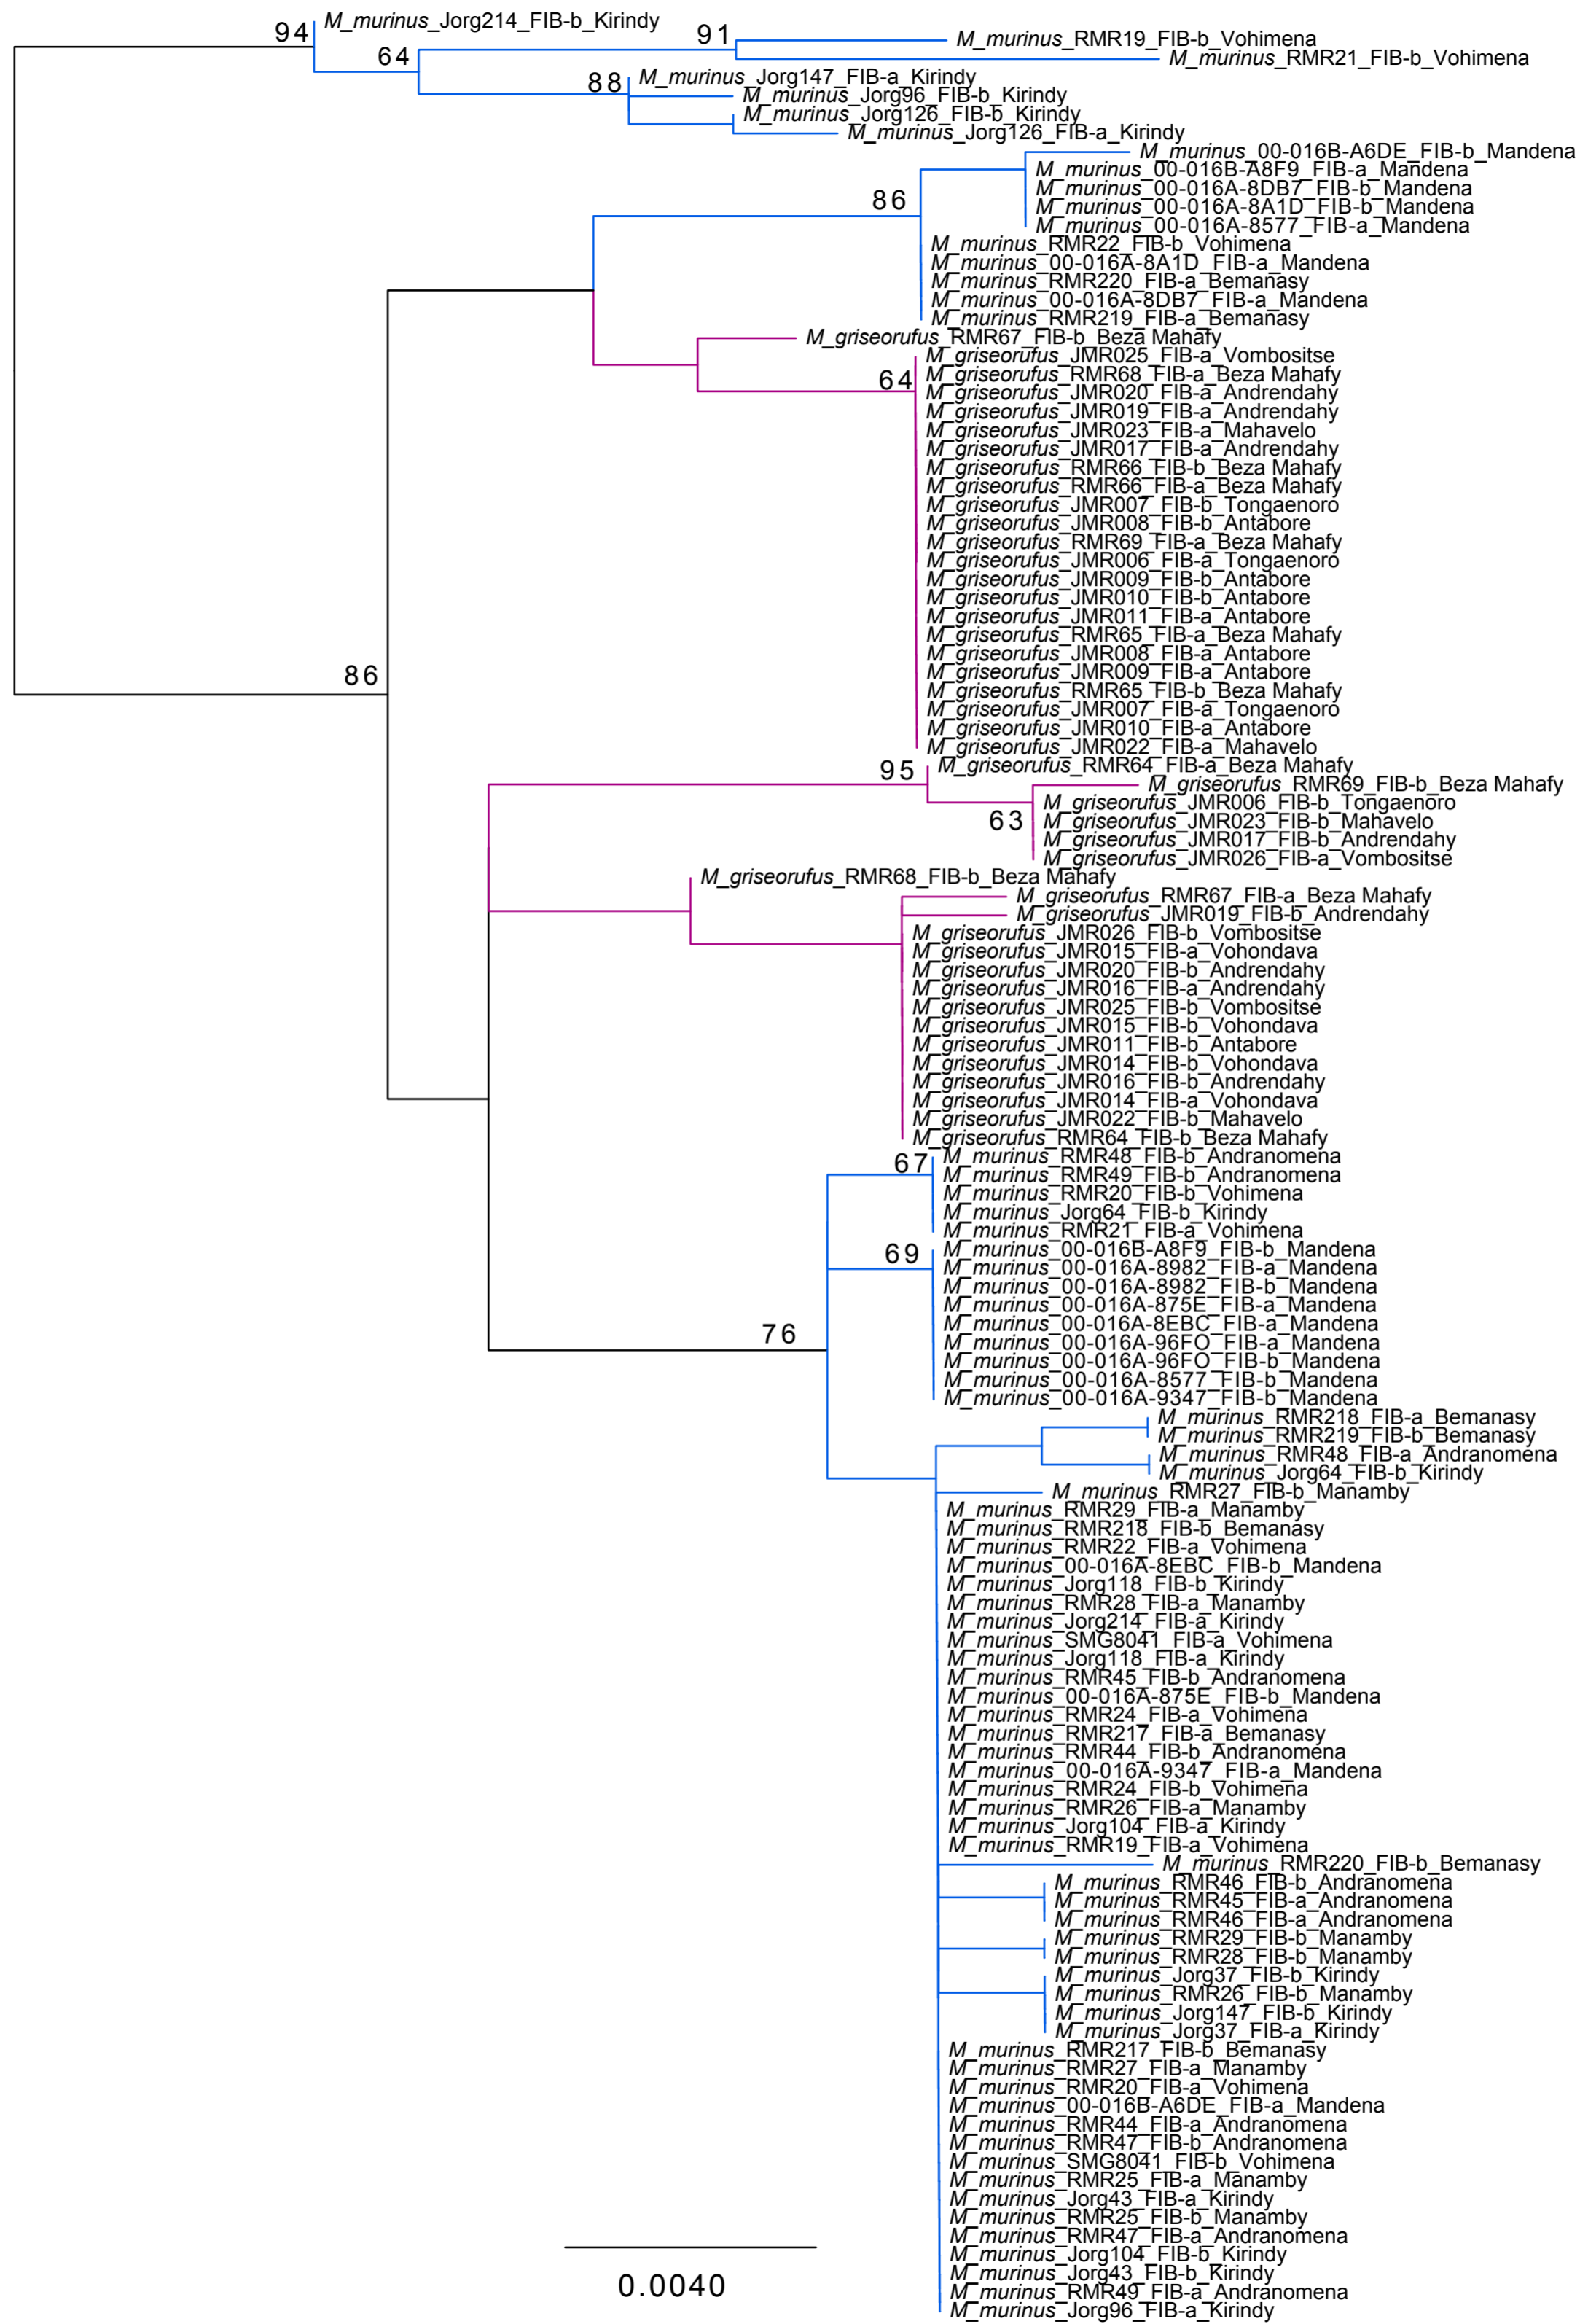 M_murinus_Jorg214_FIB-b_Kirindy
94
91
M_murinus_RMR19_FIB-b_Vohimena
64
M_murinus_RMR21_FIB-b_Vohimena
88
M_murinus_Jorg147_FIB-a_Kirindy
M_murinus_Jorg96_FIB-b_Kirindy
M_murinus_Jorg126_FIB-b_Kirindy
M_murinus_Jorg126_FIB-a_Kirindy
M_murinus_00-016B-A6DE_FIB-b_Mandena
M_murinus_00-016B-A8F9_FIB-a_Mandena
M_murinus_00-016A-8DB7_FIB-b_Mandena
86
M_murinus_00-016A-8A1D_FIB-b_Mandena
M_murinus_00-016A-8577_FIB-a_Mandena
M_murinus_RMR22_FIB-b_Vohimena
M_murinus_00-016A-8A1D_FIB-a_Mandena
M_murinus_RMR220_FIB-a_Bemanasy
M_murinus_00-016A-8DB7_FIB-a_Mandena
M_murinus_RMR219_FIB-a_Bemanasy
M_griseorufus_RMR67_FIB-b_Beza Mahafy
M_griseorufus_JMR025_FIB-a_Vombositse
64
M_griseorufus_RMR68_FIB-a_Beza Mahafy
M_griseorufus_JMR020_FIB-a_Andrendahy
M_griseorufus_JMR019_FIB-a_Andrendahy
M_griseorufus_JMR023_FIB-a_Mahavelo
M_griseorufus_JMR017_FIB-a_Andrendahy
M_griseorufus_RMR66_FIB-b_Beza Mahafy
M_griseorufus_RMR66_FIB-a_Beza Mahafy
M_griseorufus_JMR007_FIB-b_Tongaenoro
M_griseorufus_JMR008_FIB-b_Antabore
M_griseorufus_RMR69_FIB-a_Beza Mahafy
M_griseorufus_JMR006_FIB-a_Tongaenoro
M_griseorufus_JMR009_FIB-b_Antabore
M_griseorufus_JMR010_FIB-b_Antabore
M_griseorufus_JMR011_FIB-a_Antabore
M_griseorufus_RMR65_FIB-a_Beza Mahafy
M_griseorufus_JMR008_FIB-a_Antabore
M_griseorufus_JMR009_FIB-a_Antabore
86
M_griseorufus_RMR65_FIB-b_Beza Mahafy
M_griseorufus_JMR007_FIB-a_Tongaenoro
M_griseorufus_JMR010_FIB-a_Antabore
M_griseorufus_JMR022_FIB-a_Mahavelo
95
M_griseorufus_RMR64_FIB-a_Beza Mahafy
M_griseorufus_RMR69_FIB-b_Beza Mahafy
M_griseorufus_JMR006_FIB-b_Tongaenoro
63
M_griseorufus_JMR023_FIB-b_Mahavelo
M_griseorufus_JMR017_FIB-b_Andrendahy
M_griseorufus_JMR026_FIB-a_Vombositse
M_griseorufus_RMR68_FIB-b_Beza Mahafy
M_griseorufus_RMR67_FIB-a_Beza Mahafy
M_griseorufus_JMR019_FIB-b_Andrendahy
M_griseorufus_JMR026_FIB-b_Vombositse
M_griseorufus_JMR015_FIB-a_Vohondava
M_griseorufus_JMR020_FIB-b_Andrendahy
M_griseorufus_JMR016_FIB-a_Andrendahy
M_griseorufus_JMR025_FIB-b_Vombositse
M_griseorufus_JMR015_FIB-b_Vohondava
M_griseorufus_JMR011_FIB-b_Antabore
M_griseorufus_JMR014_FIB-b_Vohondava
M_griseorufus_JMR016_FIB-b_Andrendahy
M_griseorufus_JMR014_FIB-a_Vohondava
M_griseorufus_JMR022_FIB-b_Mahavelo
M_griseorufus_RMR64_FIB-b_Beza Mahafy
67
M_murinus_RMR48_FIB-b_Andranomena
M_murinus_RMR49_FIB-b_Andranomena
M_murinus_RMR20_FIB-b_Vohimena
M_murinus_Jorg64_FIB-b_Kirindy
M_murinus_RMR21_FIB-a_Vohimena
69
M_murinus_00-016B-A8F9_FIB-b_Mandena
M_murinus_00-016A-8982_FIB-a_Mandena
M_murinus_00-016A-8982_FIB-b_Mandena
M_murinus_00-016A-875E_FIB-a_Mandena
M_murinus_00-016A-8EBC_FIB-a_Mandena
76
M_murinus_00-016A-96FO_FIB-a_Mandena
M_murinus_00-016A-96FO_FIB-b_Mandena
M_murinus_00-016A-8577_FIB-b_Mandena
M_murinus_00-016A-9347_FIB-b_Mandena
M_murinus_RMR218_FIB-a_Bemanasy
M_murinus_RMR219_FIB-b_Bemanasy
M_murinus_RMR48_FIB-a_Andranomena
M_murinus_Jorg64_FIB-b_Kirindy
M_murinus_RMR27_FIB-b_Manamby
M_murinus_RMR29_FIB-a_Manamby
M_murinus_RMR218_FIB-b_Bemanasy
M_murinus_RMR22_FIB-a_Vohimena
M_murinus_00-016A-8EBC_FIB-b_Mandena
M_murinus_Jorg118_FIB-b_Kirindy
M_murinus_RMR28_FIB-a_Manamby
M_murinus_Jorg214_FIB-a_Kirindy
M_murinus_SMG8041_FIB-a_Vohimena
M_murinus_Jorg118_FIB-a_Kirindy
M_murinus_RMR45_FIB-b_Andranomena
M_murinus_00-016A-875E_FIB-b_Mandena
M_murinus_RMR24_FIB-a_Vohimena
M_murinus_RMR217_FIB-a_Bemanasy
M_murinus_RMR44_FIB-b_Andranomena
M_murinus_00-016A-9347_FIB-a_Mandena
M_murinus_RMR24_FIB-b_Vohimena
M_murinus_RMR26_FIB-a_Manamby
M_murinus_Jorg104_FIB-a_Kirindy
M_murinus_RMR19_FIB-a_Vohimena
M_murinus_RMR220_FIB-b_Bemanasy
M_murinus_RMR46_FIB-b_Andranomena
M_murinus_RMR45_FIB-a_Andranomena
M_murinus_RMR46_FIB-a_Andranomena
M_murinus_RMR29_FIB-b_Manamby
M_murinus_RMR28_FIB-b_Manamby
M_murinus_Jorg37_FIB-b_Kirindy
M_murinus_RMR26_FIB-b_Manamby
M_murinus_Jorg147_FIB-b_Kirindy
M_murinus_Jorg37_FIB-a_Kirindy
M_murinus_RMR217_FIB-b_Bemanasy
M_murinus_RMR27_FIB-a_Manamby
M_murinus_RMR20_FIB-a_Vohimena
M_murinus_00-016B-A6DE_FIB-a_Mandena
M_murinus_RMR44_FIB-a_Andranomena
M_murinus_RMR47_FIB-b_Andranomena
M_murinus_SMG8041_FIB-b_Vohimena
M_murinus_RMR25_FIB-a_Manamby
M_murinus_Jorg43_FIB-a_Kirindy
M_murinus_RMR25_FIB-b_Manamby
M_murinus_RMR47_FIB-a_Andranomena
M_murinus_Jorg104_FIB-b_Kirindy
M_murinus_Jorg43_FIB-b_Kirindy
0.0040
M_murinus_RMR49_FIB-a_Andranomena
M_murinus_Jorg96_FIB-a_Kirindy